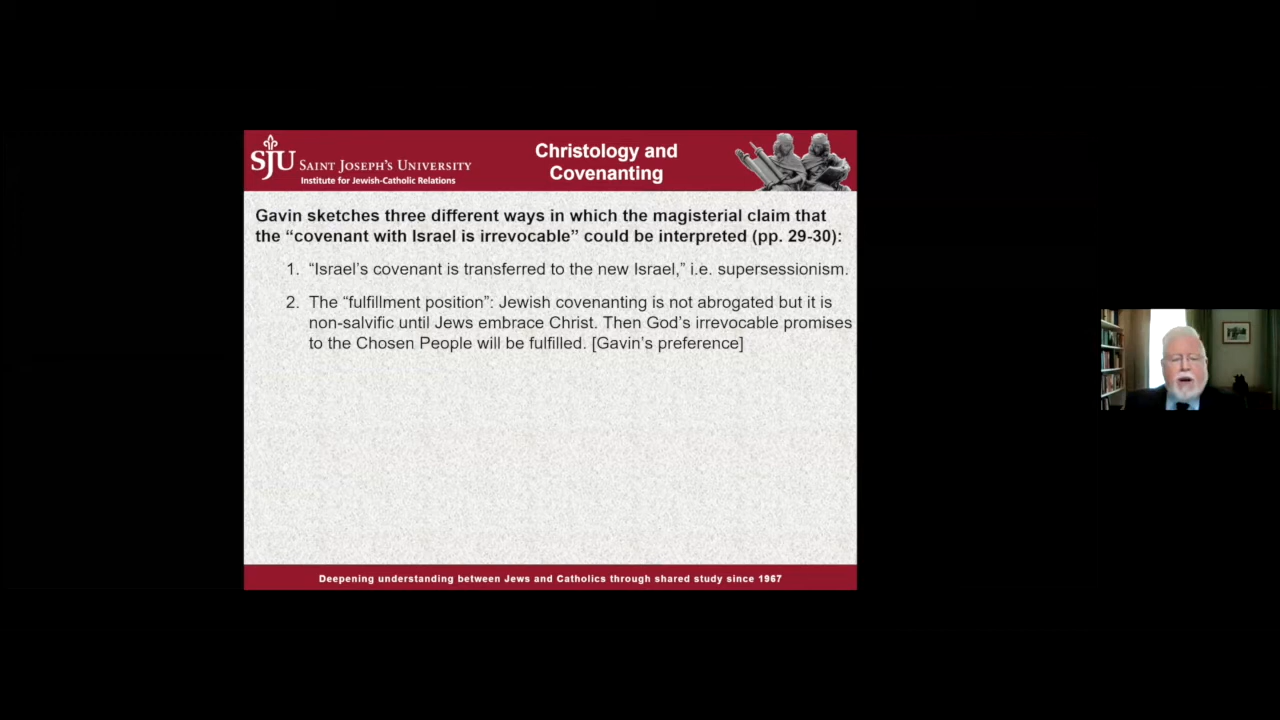 SJU SAINT JOSEPH'S UNIVERSITY
Institute for Jewish-Catholic Relations
Christology and
Covenanting
Gavin sketches three different ways in which the magisterial claim that
the “covenant with Israel is irrevocable” could be interpreted (pp. 29-30):
1. “Israel’s covenant is transferred to the new Israel,” i.e. supersessionism.
2. The “fulfillment position”: Jewish covenanting is not abrogated but it is
non-salvific until Jews embrace Christ. Then God’s irrevocable promises
to the Chosen People will be fulfilled. [Gavin’s preference]
Deepening understanding between Jews and Catholics through shared study since 1967